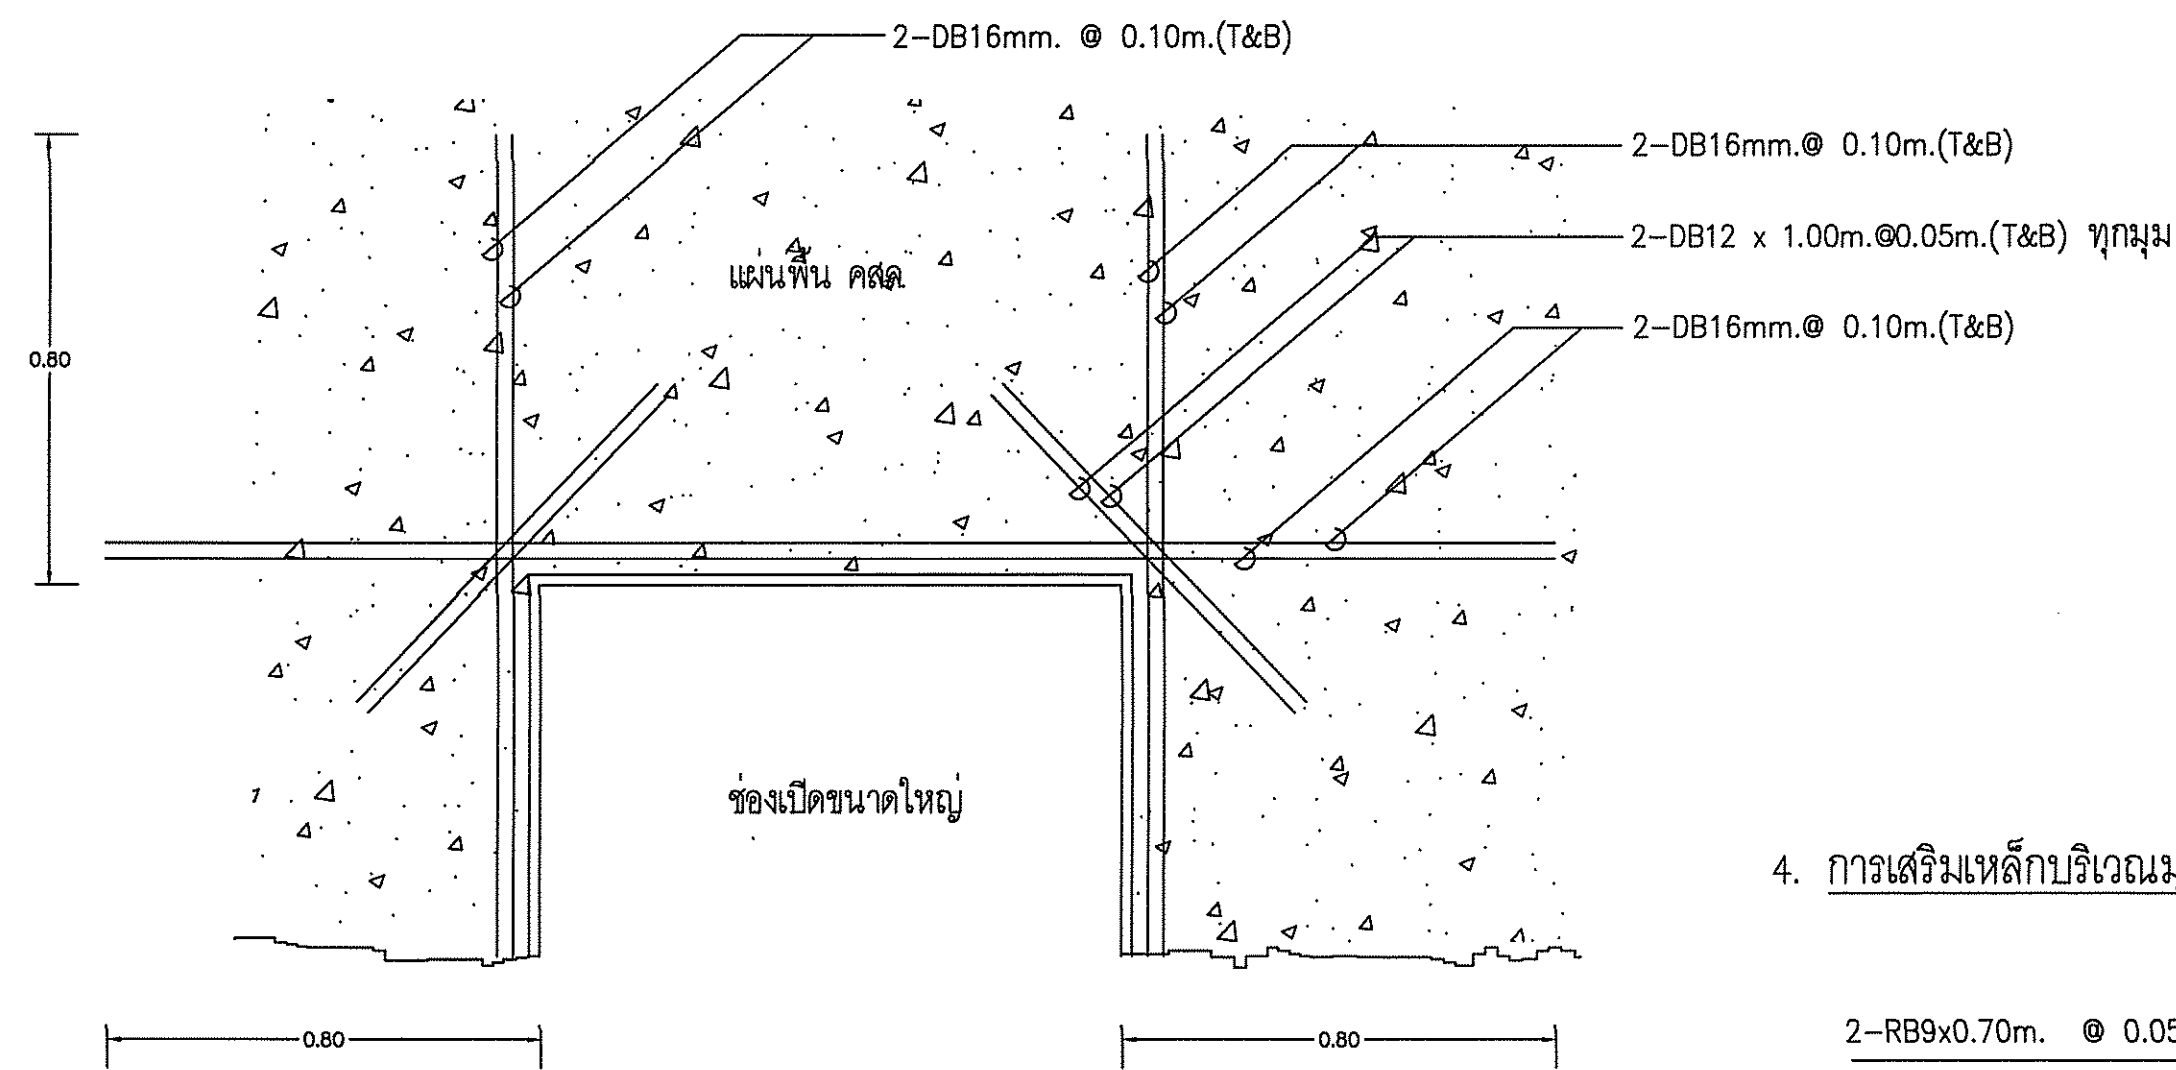 2-DB16mm. @ 0.10m.(T&B)
2-DB16mm.@ 0.10m.(T&B)
2-DB12 x 1.00m.@0.05m.(T&B) ทุกมุม
2-DB16mm.@ 0.10m.(T&B)
แผ่นพื้น คสล.
0.80
ช่องเปิดขนาดใหญ่
4. การเสริมเหล็กบริเวณม
2-RB9x0.70m. @ 0.05
0.80
0.80